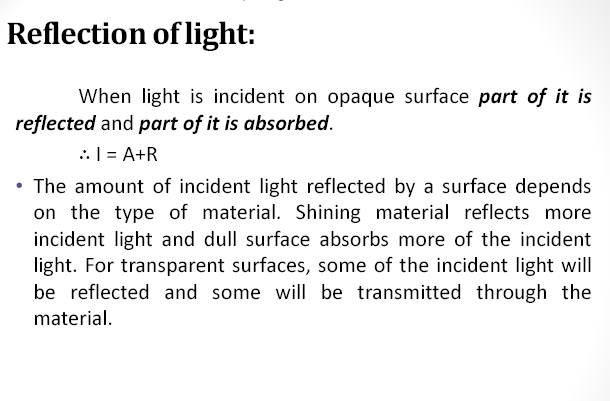 Reflection of light:
When light is incident on opaque surface part of it is
reflected and part of it is absorbed.
∴ I = A+R
• The amount of incident light reflected by a surface depends
on the type of material. Shining material reflects more
incident light and dull surface absorbs more of the incident
light. For transparent surfaces, some of the incident light will
be reflected and some will be transmitted through the
material.